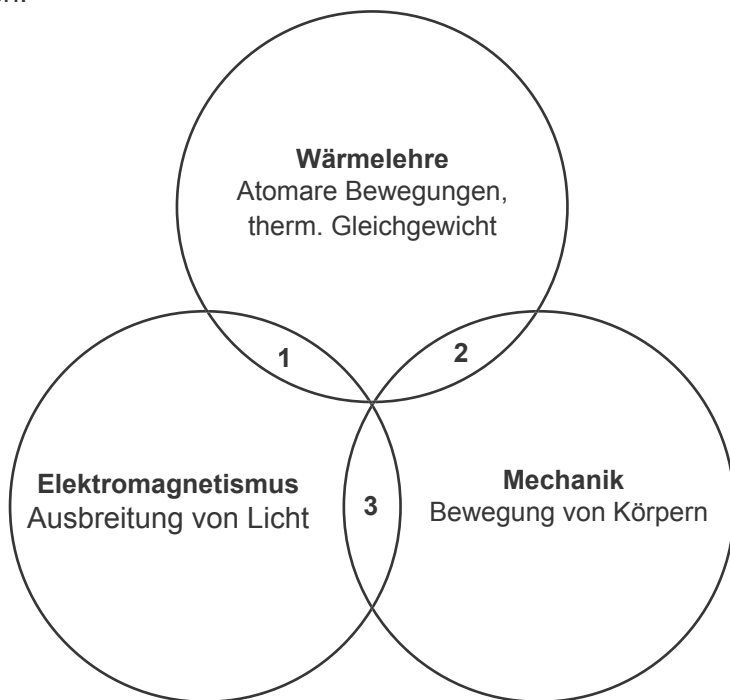 Wärmelehre
Atomare Bewegungen,
therm. Gleichgewicht
1
2
Elektromagnetismus
Ausbreitung von Licht
3
Mechanik
Bewegung von Körpern